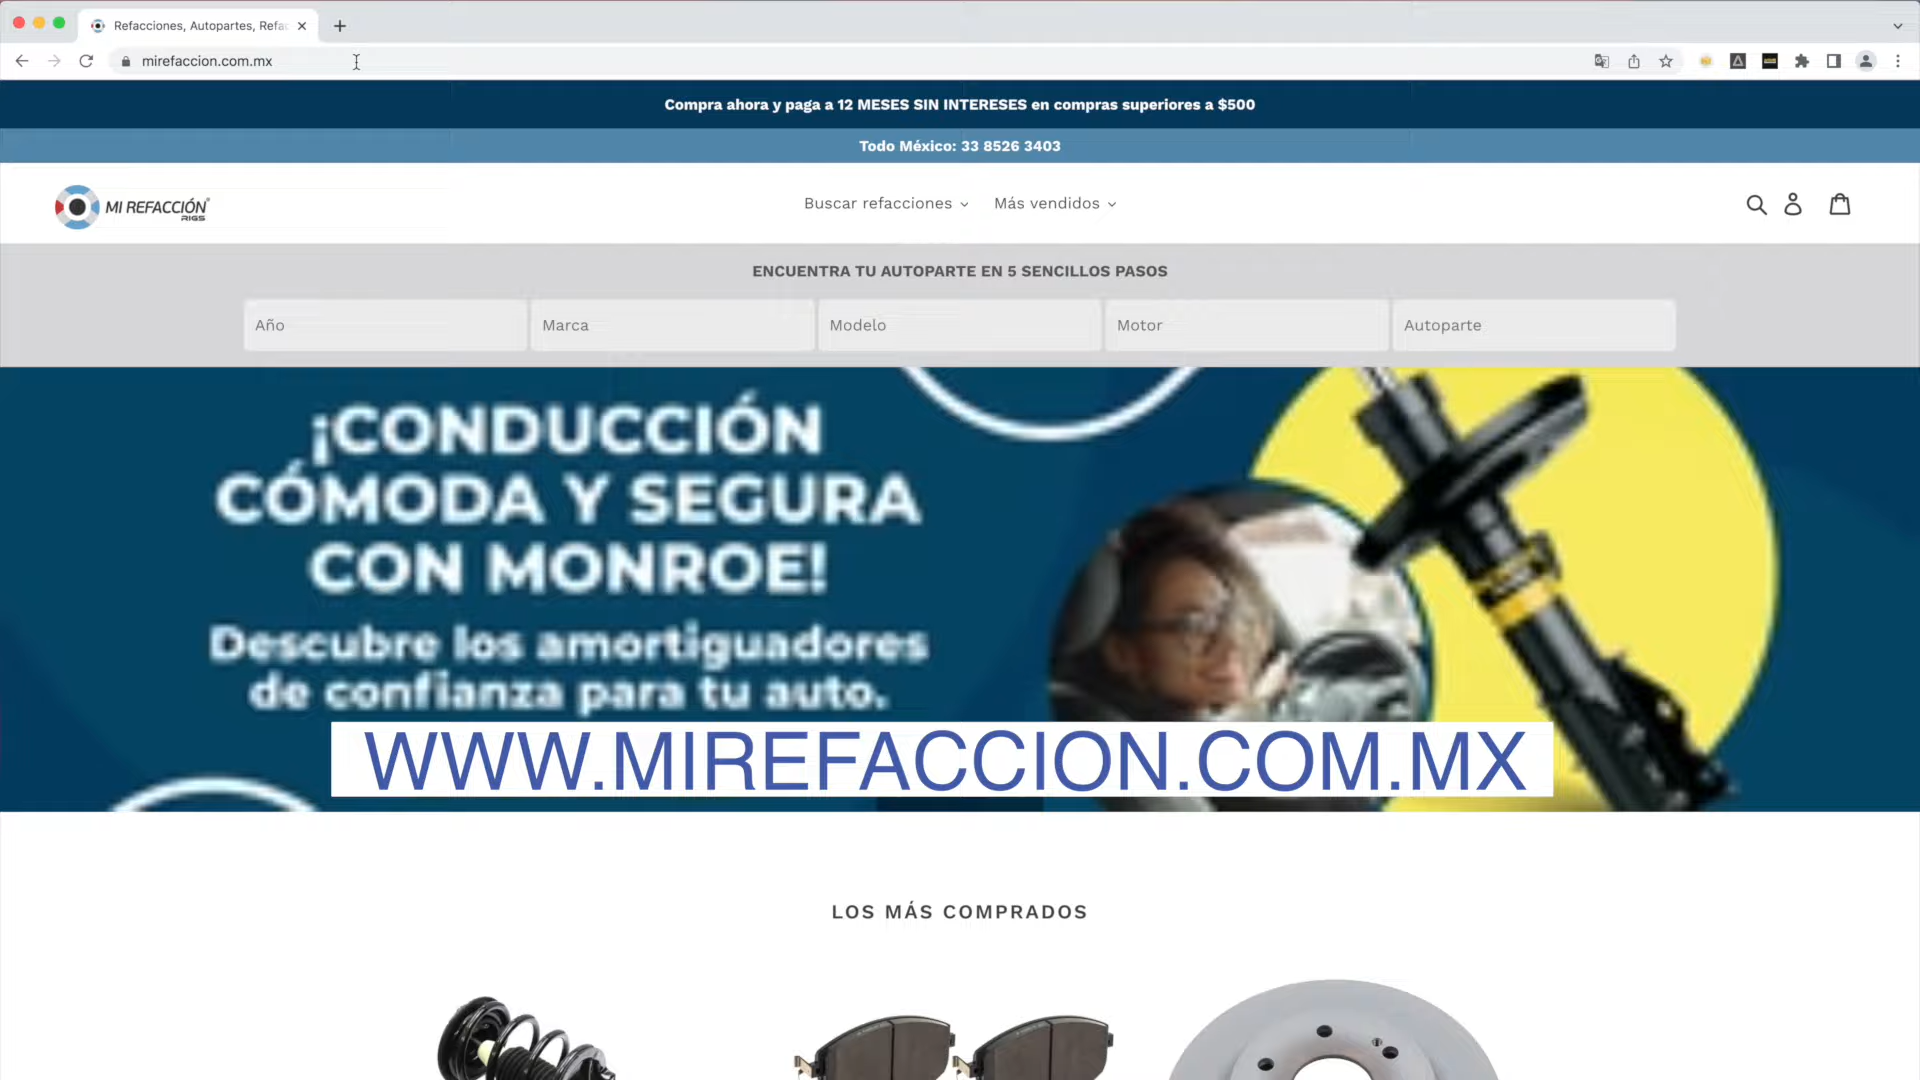 Refacciones, Autopartes, Refac
mirefaccion.com.mx
Compra ahora y paga a 12 MESES SIN INTERESES en compras superiores a $500
Todo México: 33 8526 3403
MI REFACCIÓN
RIGS
Buscar refacciones
Más vendidos
ENCUENTRA TU AUTOPARTE EN 5 SENCILLOS PASOS
Año
Marca
Modelo
Motor
Autoparte
¡CONDUCCIÓN
CÓMODA Y SEGURA
CON MONROE!
Descubre los amortiguadores
de confianza para tu auto.
WWW.MIREFACCION.COM.MX
LOS MÁS COMPRADOS